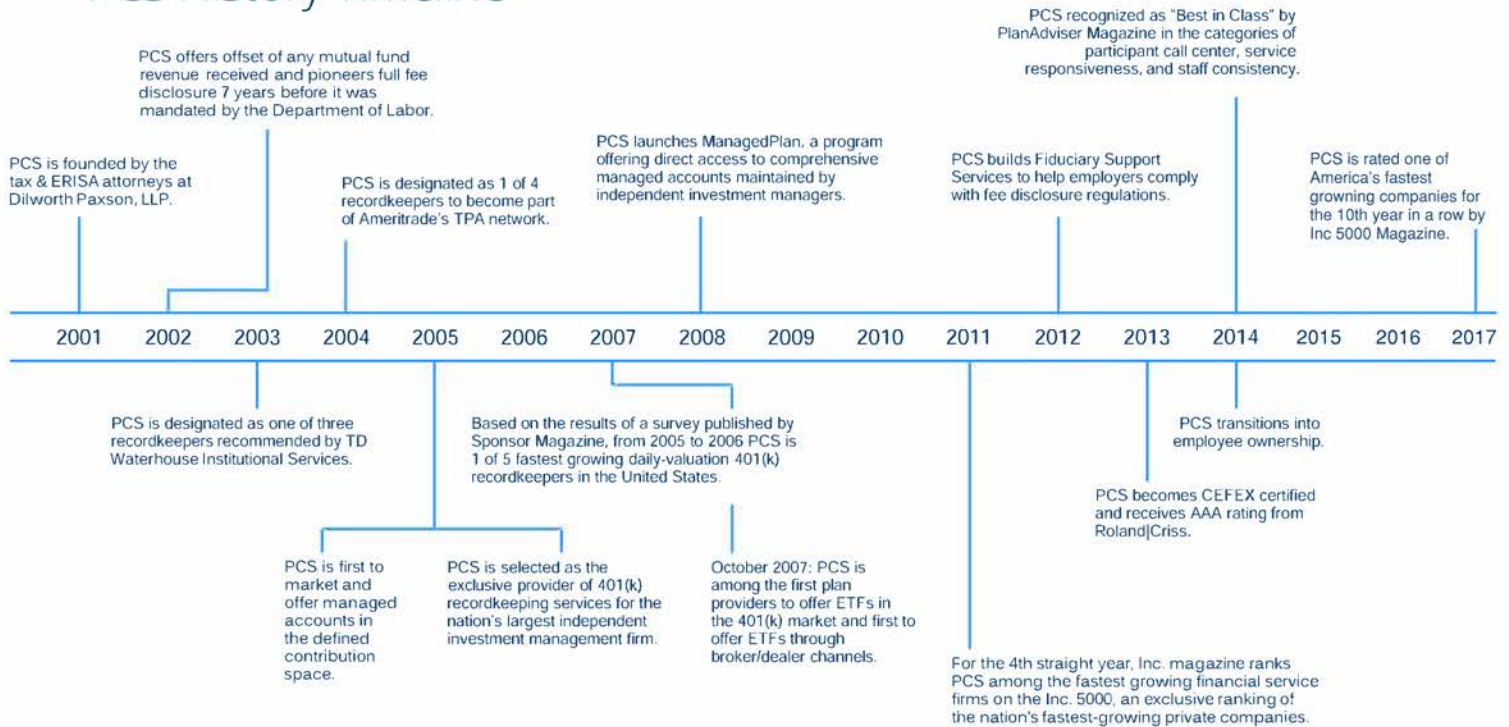 PCS History Timeline
PCS is founded by the
tax & ERISA attorneys at
Dilworth Paxson, LLP.
PCS offers offset of any mutual fund
revenue received and pioneers full fee
disclosure 7 years before it was
mandated by the Department of Labor.
PCS is designated as 1 of 4
recordkeepers to become part
of Ameritrade's TPA network.
PCS launches ManagedPlan, a program
offering direct access to comprehensive
managed accounts maintained by
independent investment managers.
PCS builds Fiduciary Support
Services to help employers comply
with fee disclosure regulations.
PCS recognized as "Best in Class" by
PlanAdviser Magazine in the categories of
participant call center, service
responsiveness, and staff consistency.
PCS is rated one of
America's fastest
growning companies for
the 10th year in a row by
Inc 5000 Magazine.
2001 2002 2003 2004 2005 2006 2007 2008 2009 2010 2011 2012 2013 2014 2015 2016 2017
PCS is designated as one of three
recordkeepers recommended by TD
Waterhouse Institutional Services.
PCS is first to
market and
offer managed
accounts in
the defined
contribution
space.
PCS is selected as the
exclusive provider of 401(k)
recordkeeping services for the
nation's largest independent
investment management firm.
Based on the results of a survey published by
Sponsor Magazine, from 2005 to 2006 PCS is
1 of 5 fastest growing daily-valuation 401(k)
recordkeepers in the United States.
October 2007: PCS is
among the first plan
providers to offer ETFs in
the 401(k) market and first to
offer ETFs through
broker/dealer channels.
For the 4th straight year, Inc. magazine ranks
PCS among the fastest growing financial service
firms on the Inc. 5000, an exclusive ranking of
the nation's fastest-growing private companies.
PCS becomes CEFEX certified
and receives AAA rating from
Roland|Criss.
PCS transitions into
employee ownership.